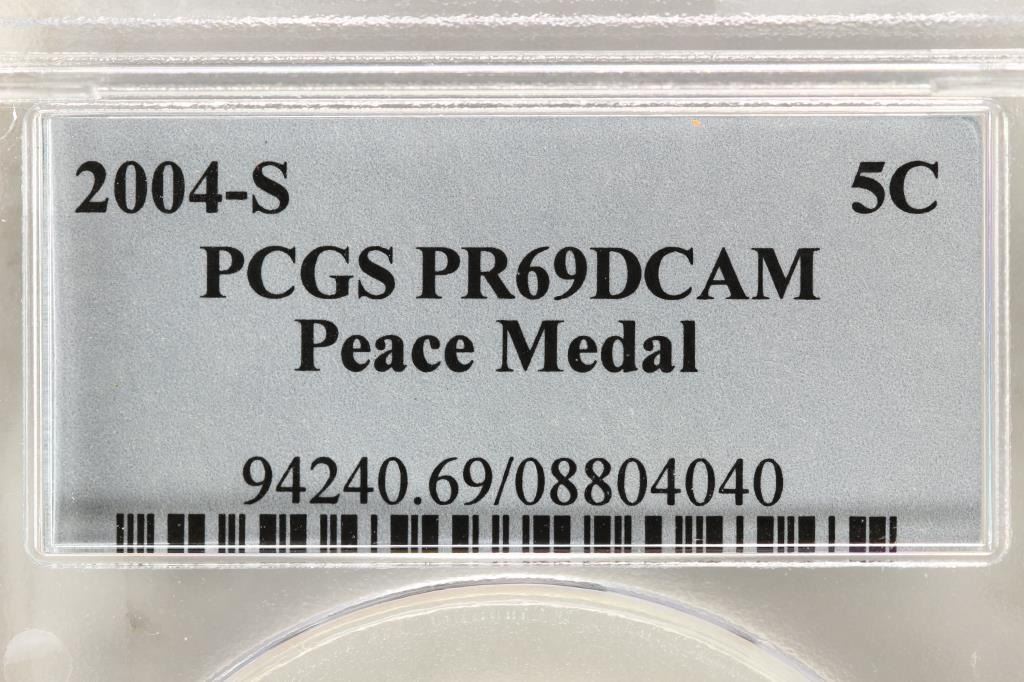 2004-S 5C
PCGS PR69DCAM
Peace Medal
94240.69/08804040